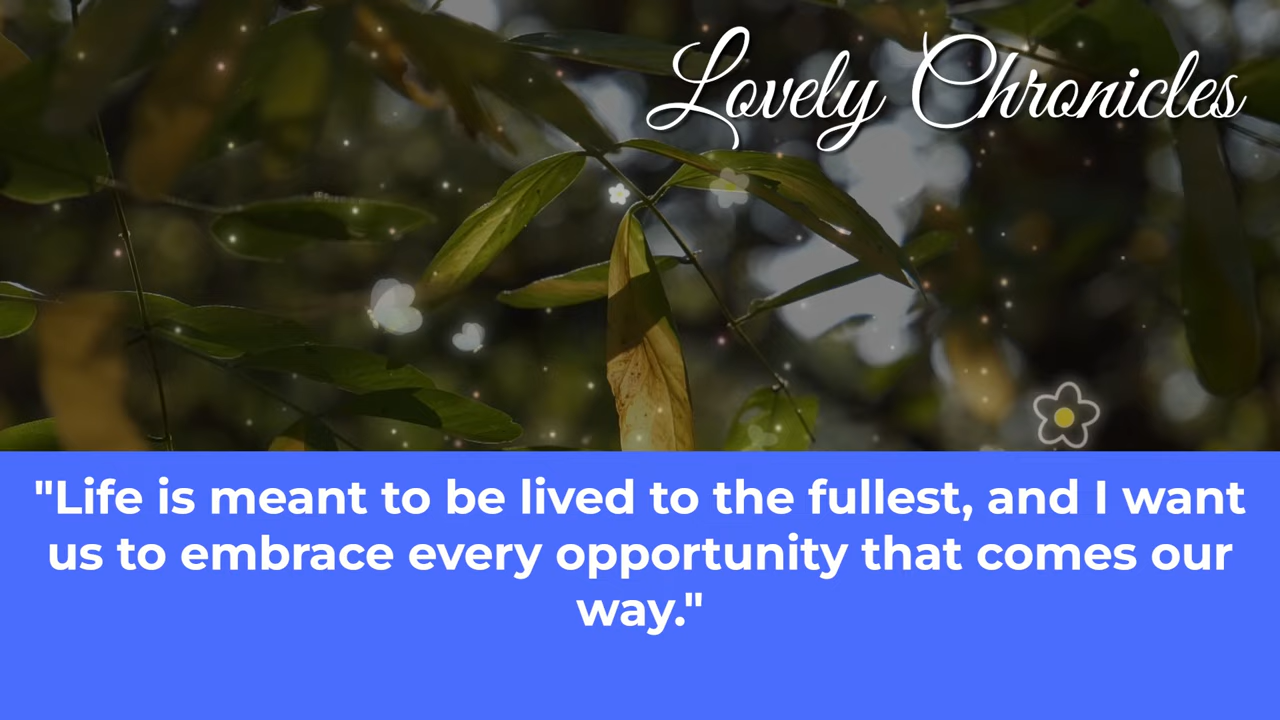 Lovely Chronicles
"Life is meant to be lived to the fullest, and I want
us to embrace every opportunity that comes our
way."